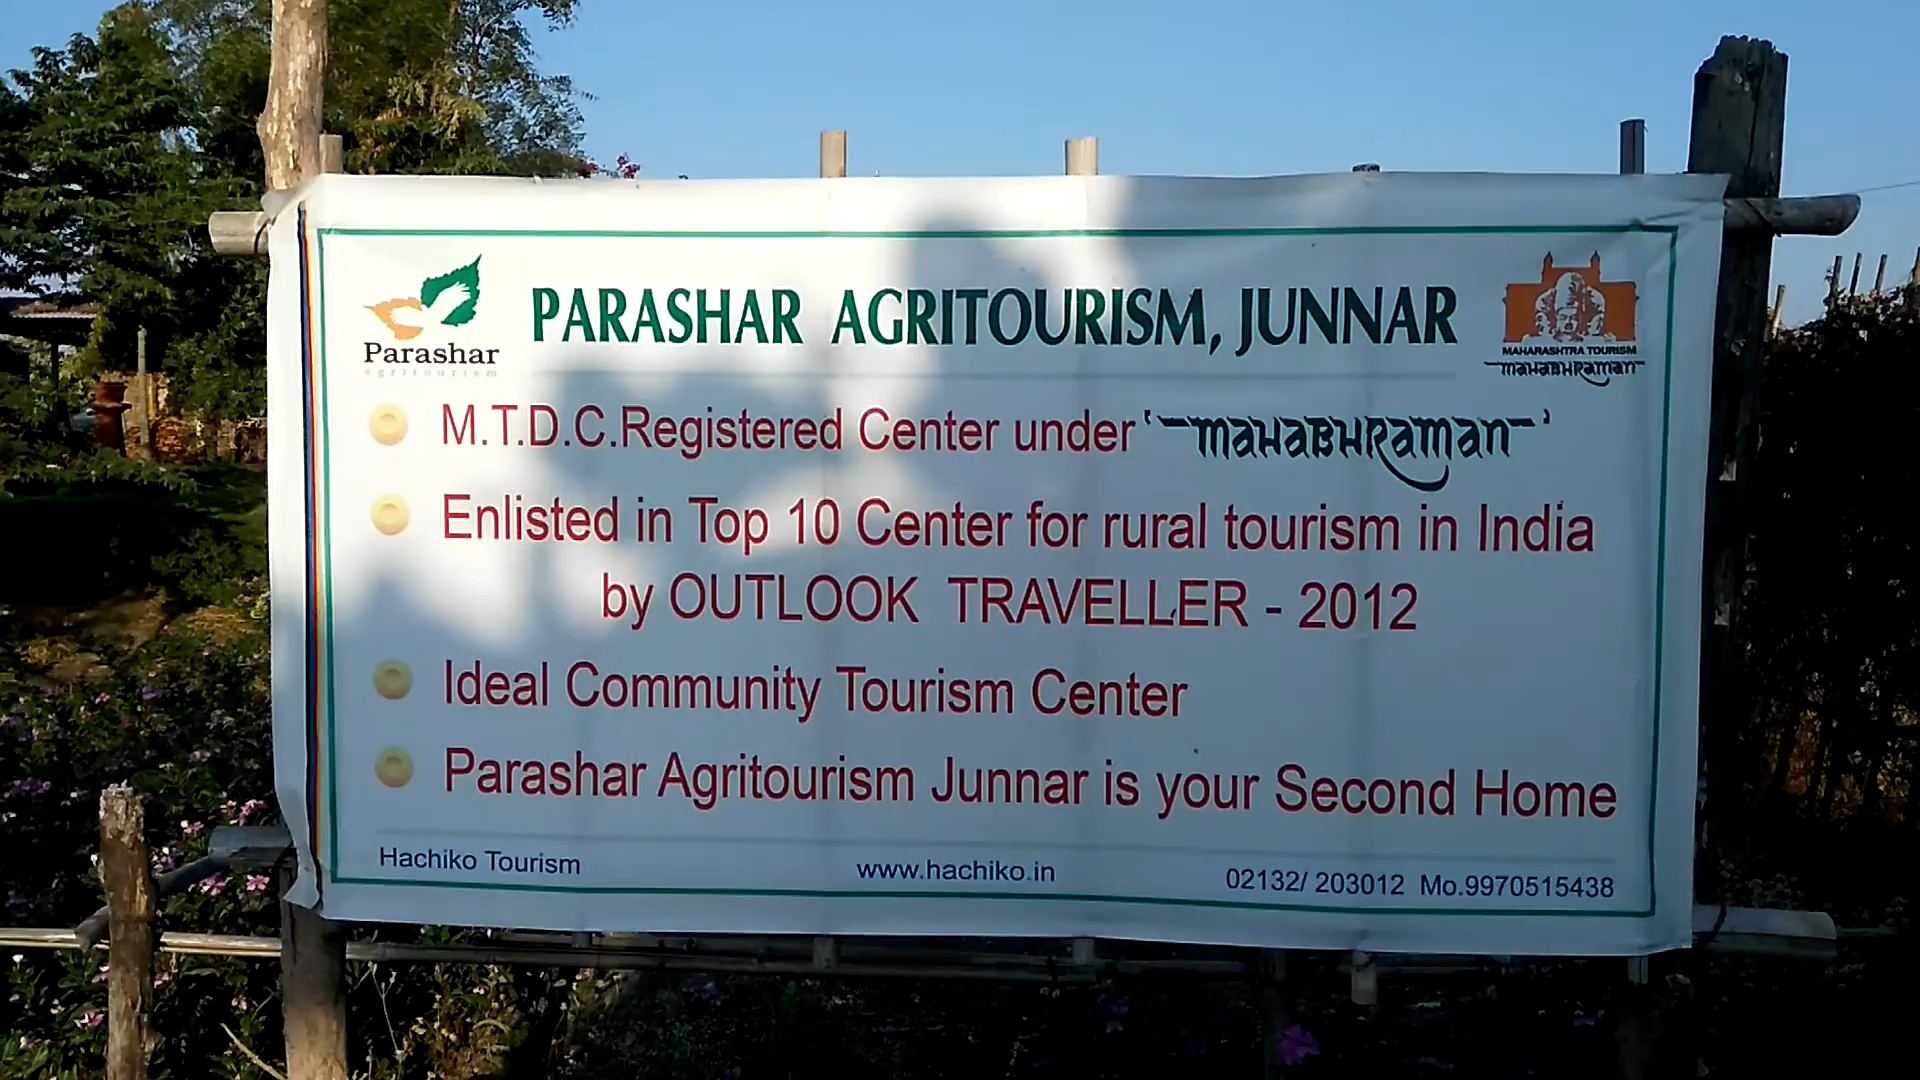 Parashar
agritourism
PARASHAR AGRITOURISM, JUNNAR
MAHARASHTRA TOURISM
MAHABHRAMAN
M.T.D.C.Registered Center under 'MAHABHRAMAN'
Enlisted in Top 10 Center for rural tourism in India
by OUTLOOK TRAVELLER - 2012
Ideal Community Tourism Center
Parashar Agritourism Junnar is your Second Home
Hachiko Tourism www.hachiko.in 02132/ 203012 Mo.9970515438